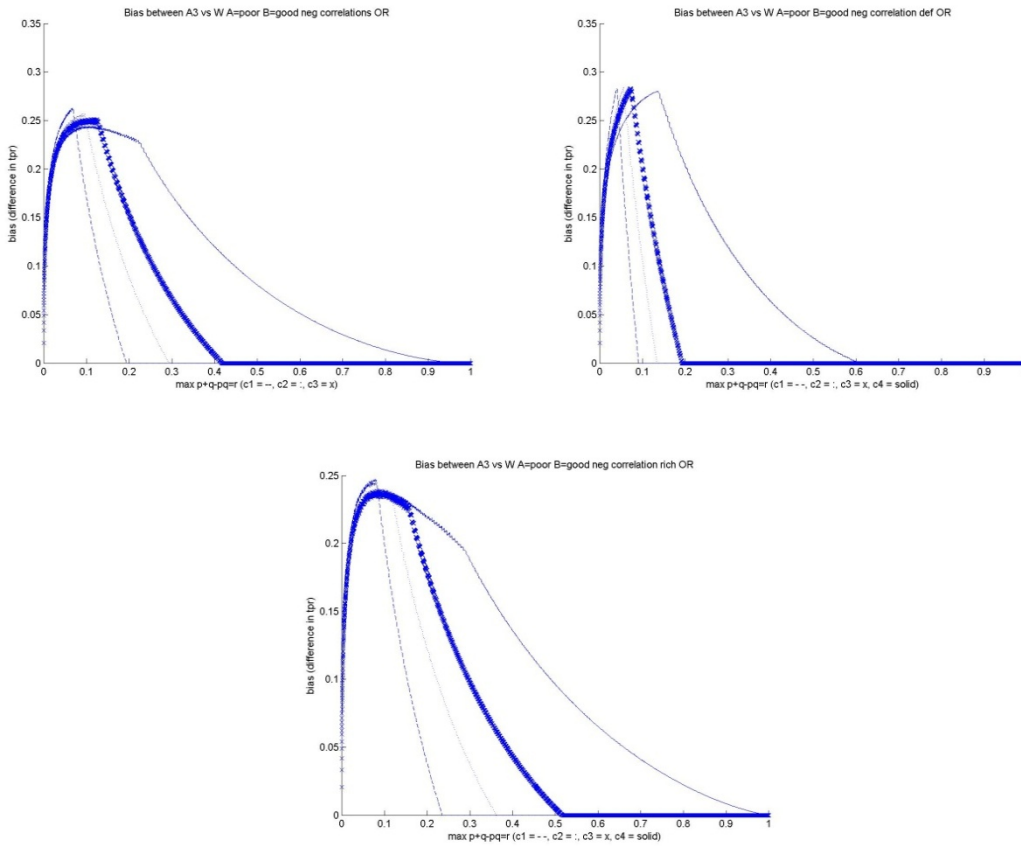 Bias between A3 vs W A=poor B=good neg correlations OR
0.35
0.3
0.25
0.2
0.15
0.1
0.05
0
bias (difference in tpr)
0 0.1 0.2 0.3 0.4 0.5 0.6 0.7 0.8 0.9 1
max p+q-pq=r (c1 = --, c2 = :, c3 = x)
Bias between A3 vs W A=poor B=good neg correlation def OR
0.35
0.3
0.25
0.2
0.15
0.1
0.05
0
bias (difference in tpr)
0 0.1 0.2 0.3 0.4 0.5 0.6 0.7 0.8 0.9
max p+q-pq=r (c1 = - -, c2 = :, c3 = x, c4 = solid)
Bias between A3 vs W A=poor B=good neg correlation rich OR
0.25
0.2
0.15
0.1
0.05
0
bias (difference in tpr)
0 0.1 0.2 0.3 0.4 0.5 0.6 0.7 0.8 0.9 1
max p+q-pq=r (c1 = - -, c2 = :, c3 = x, c4 = solid)